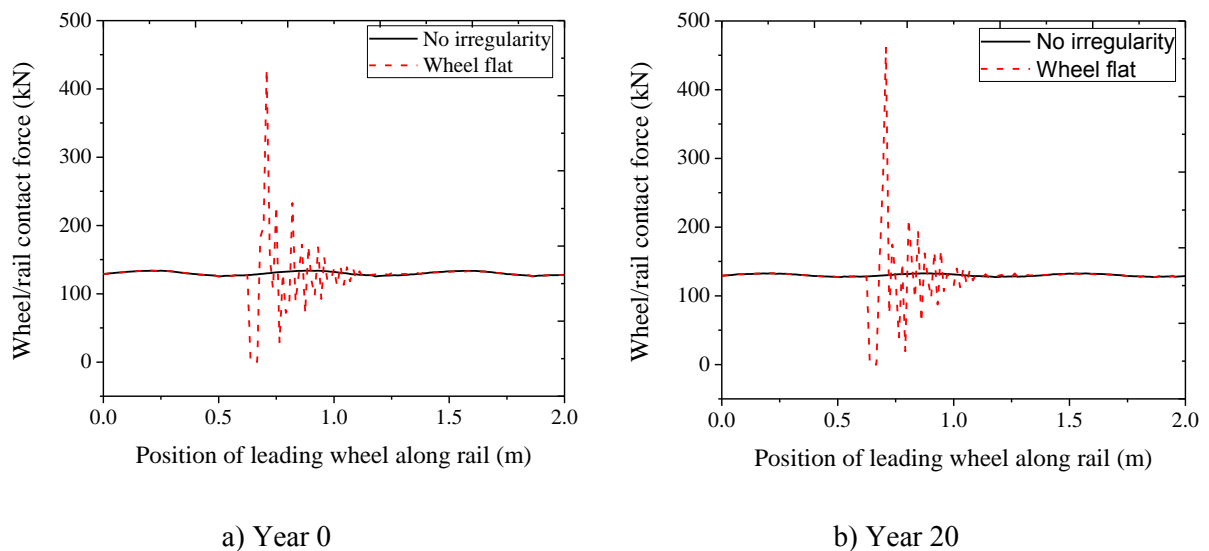 500
400
300
200
100
0
0.0
0.5
1.0
1.5
2.0
Wheel/rail contact force (kN)
Position of leading wheel along rail (m)
No irregularity
Wheel flat
a) Year 0
500
400
300
200
100
0
0.0
0.5
1.0
1.5
2.0
Wheel/rail contact force (kN)
Position of leading wheel along rail (m)
No irregularity
Wheel flat
b) Year 20